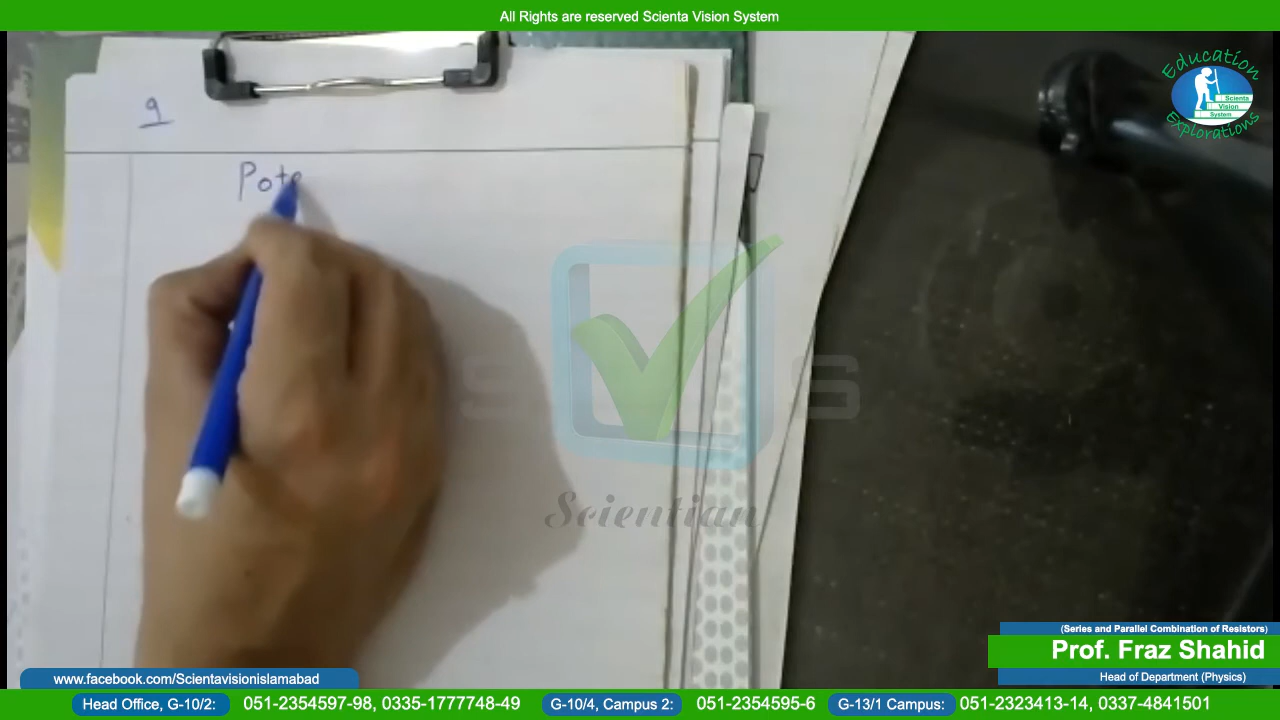 All Rights are reserved Scienta Vision System
Education
Scienta
Vision
System
Explorations
9
Pote
S S
Scientian
(Series and Parallel Combination of Resistors)
Prof. Fraz Shahid
Head of Department (Physics)
www.facebook.com/Scientavisionislamabad
Head Office, G-10/2: 051-2354597-98, 0335-1777748-49 G-10/4, Campus 2: 051-2354595-6 G-13/1 Campus: 051-2323413-14, 0337-4841501